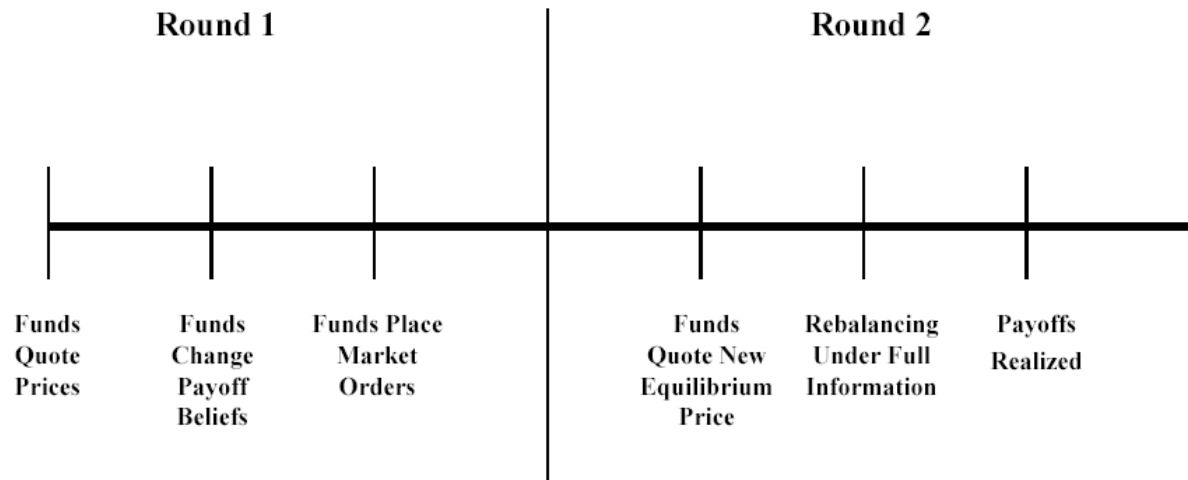 Round 1
Round 2
Funds
Quote
Prices
Funds
Change
Payoff
Beliefs
Funds Place
Market
Orders
Funds
Quote New
Equilibrium
Price
Rebalancing
Under Full
Information
Payoffs
Realized